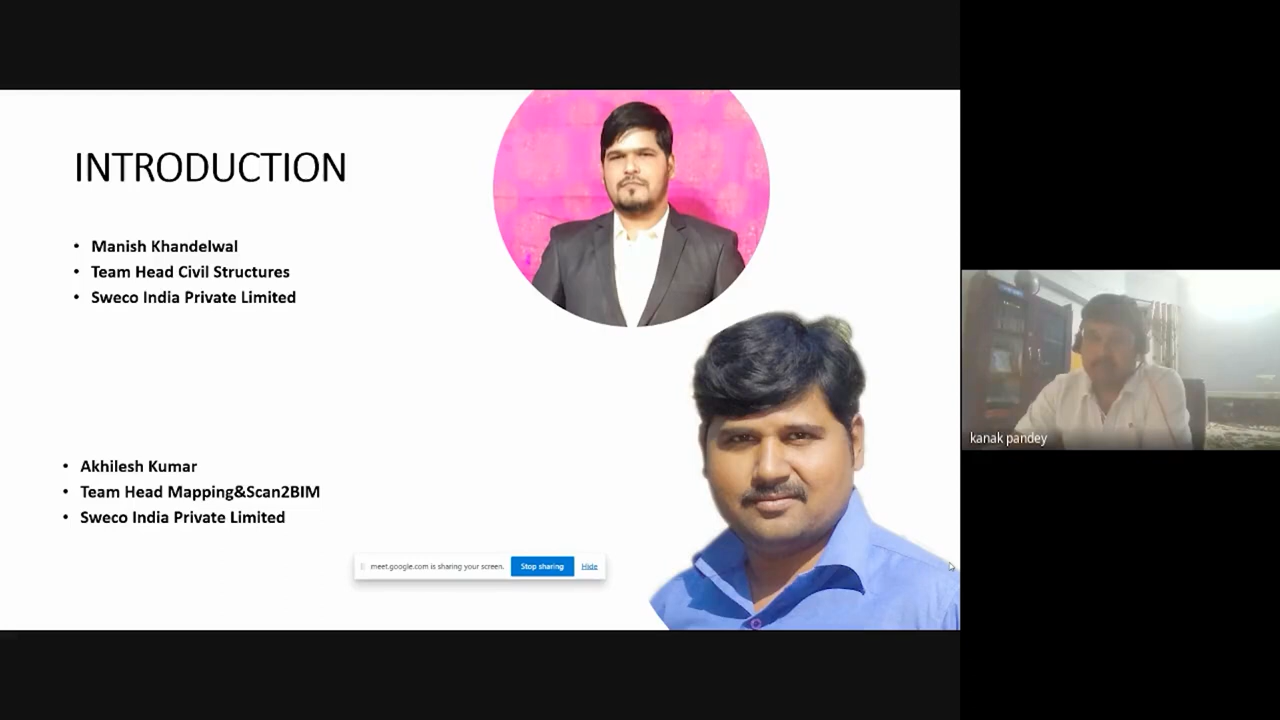 INTRODUCTION
• Manish Khandelwal
• Team Head Civil Structures
• Sweco India Private Limited
• Akhilesh Kumar
• Team Head Mapping&Scan2BIM
• Sweco India Private Limited
meet.google.com is sharing your screen. Stop sharing Hide
kanak pandey